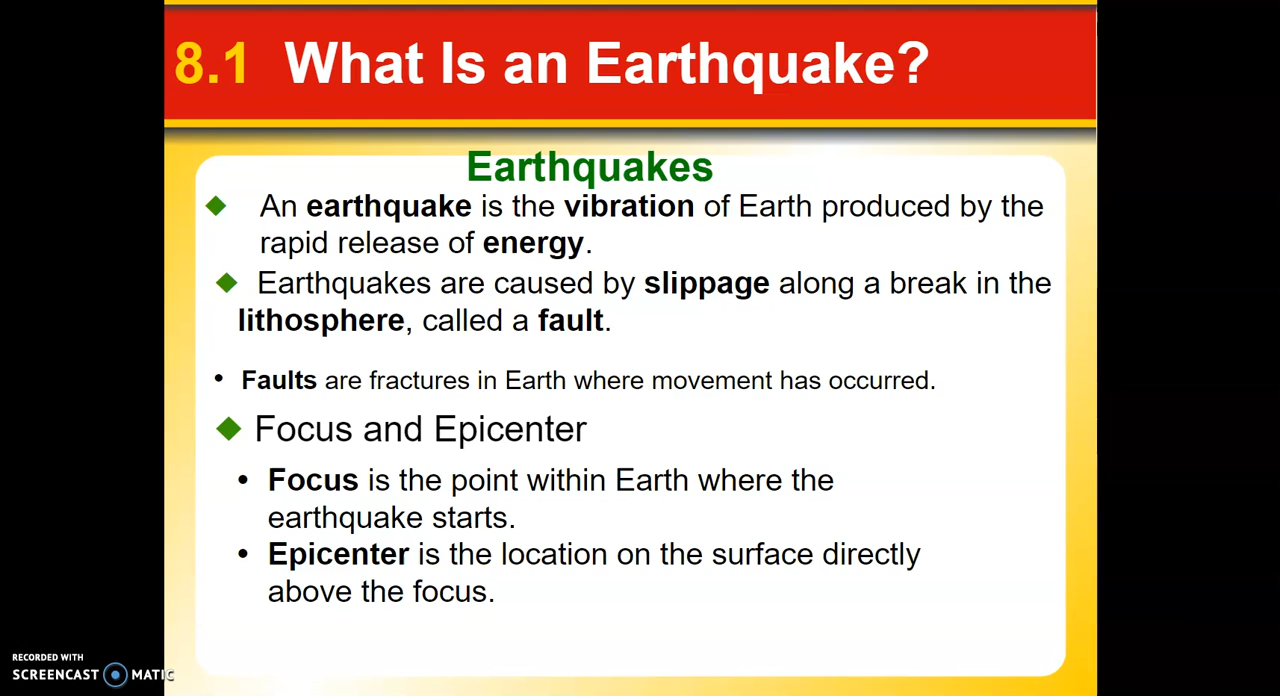 8.1 What Is an Earthquake?
Earthquakes
An earthquake is the vibration of Earth produced by the
rapid release of energy.
Earthquakes are caused by slippage along a break in the
lithosphere, called a fault.
• Faults are fractures in Earth where movement has occurred.
Focus and Epicenter
• Focus is the point within Earth where the
earthquake starts.
• Epicenter is the location on the surface directly
above the focus.
RECORDED WITH
SCREENCAST MATIC